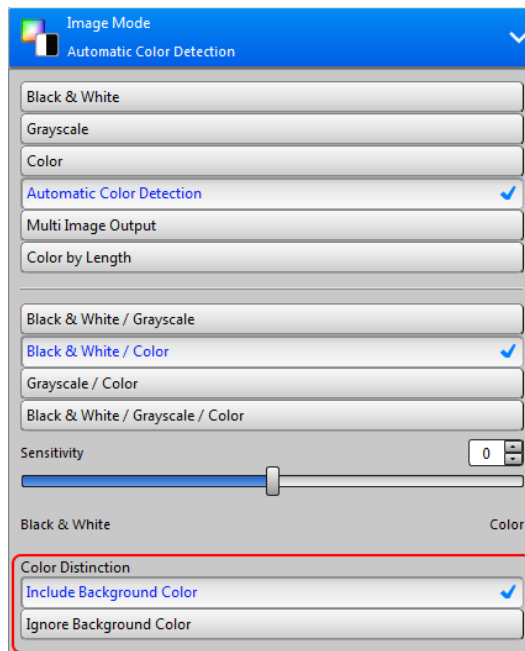 Image Mode
Automatic Color Detection
Black & White
Grayscale
Color
Automatic Color Detection
Multi Image Output
Color by Length
Black & White / Grayscale
Black & White / Color
Grayscale / Color
Black & White / Grayscale / Color
Sensitivity 0
Black & White Color
Color Distinction
Include Background Color
Ignore Background Color